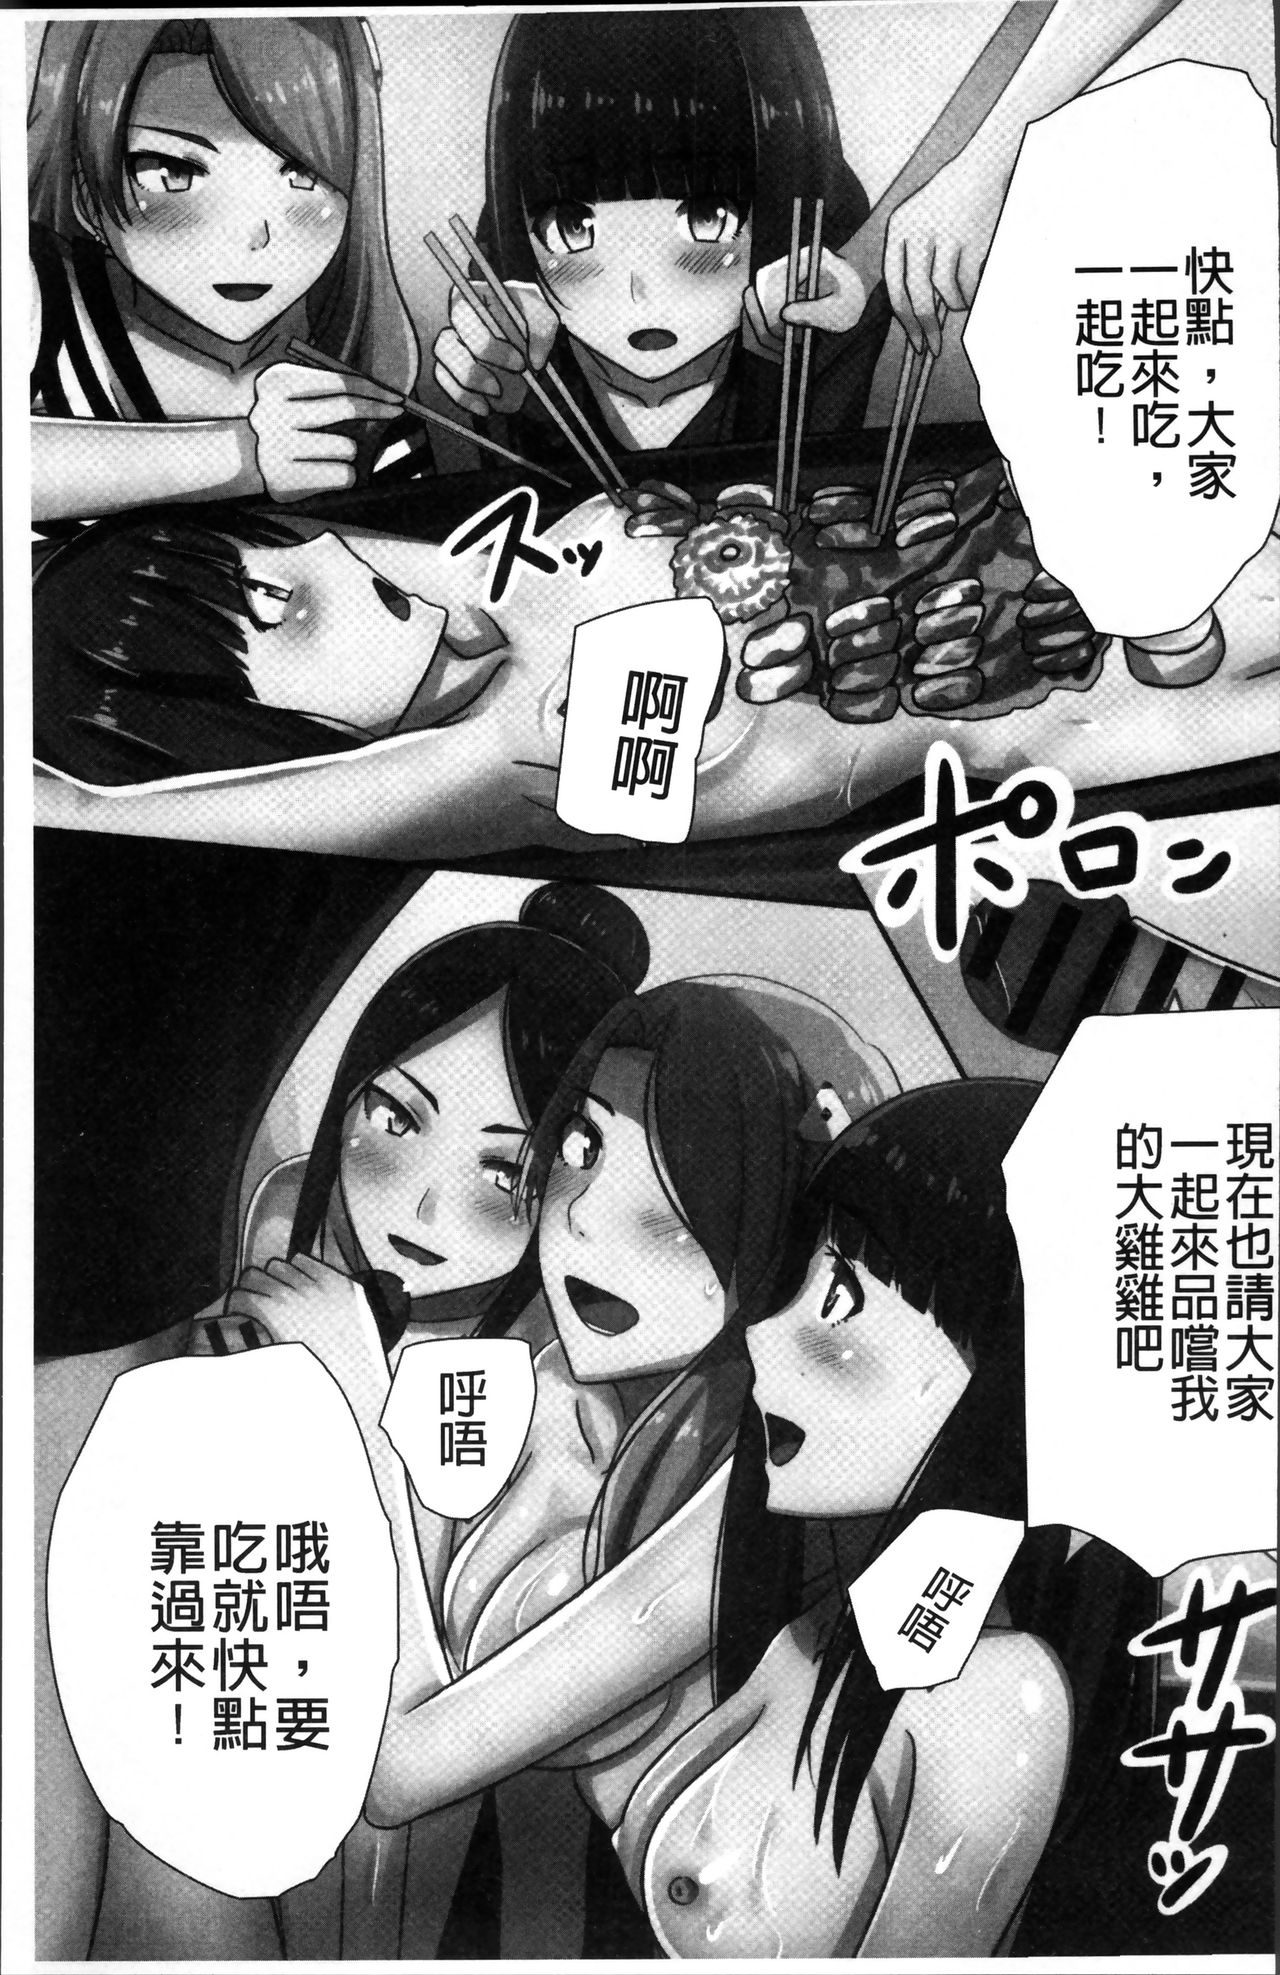 快點，大家
一起來吃，
一起吃！
スッ
啊啊
ポロン
現在也請大家
一起來品嚐我
的大雞雞吧
呼唔
呼唔
哦唔，要
吃就快點
靠過來！
ササッ